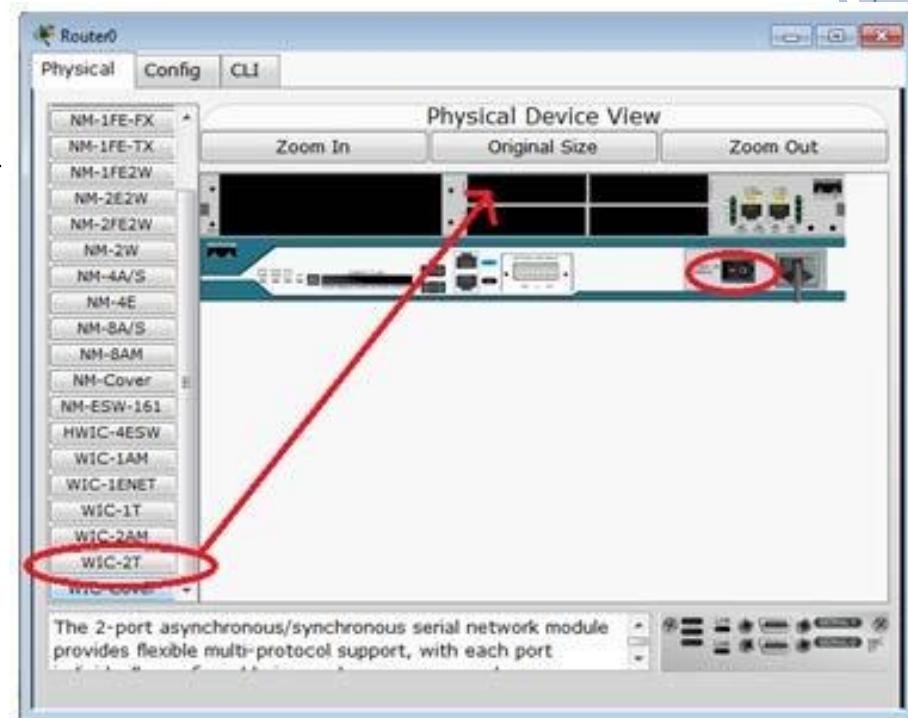 Router0
Physical Config CLI
Physical Device View
Zoom In Original Size Zoom Out
NM-1FE-FX
NM-1FE-TX
NM-1FE2W
NM-2E2W
NM-2FE2W
NM-2W
NM-4A/S
NM-4E
NM-8A/S
NM-8AM
NM-Cover
NM-ESW-161
HWIC-4ESW
WIC-1AM
WIC-1ENET
WIC-1T
WIC-2AM
WIC-2T
WIC-Cover
The 2-port asynchronous/synchronous serial network module
provides flexible multi-protocol support, with each port